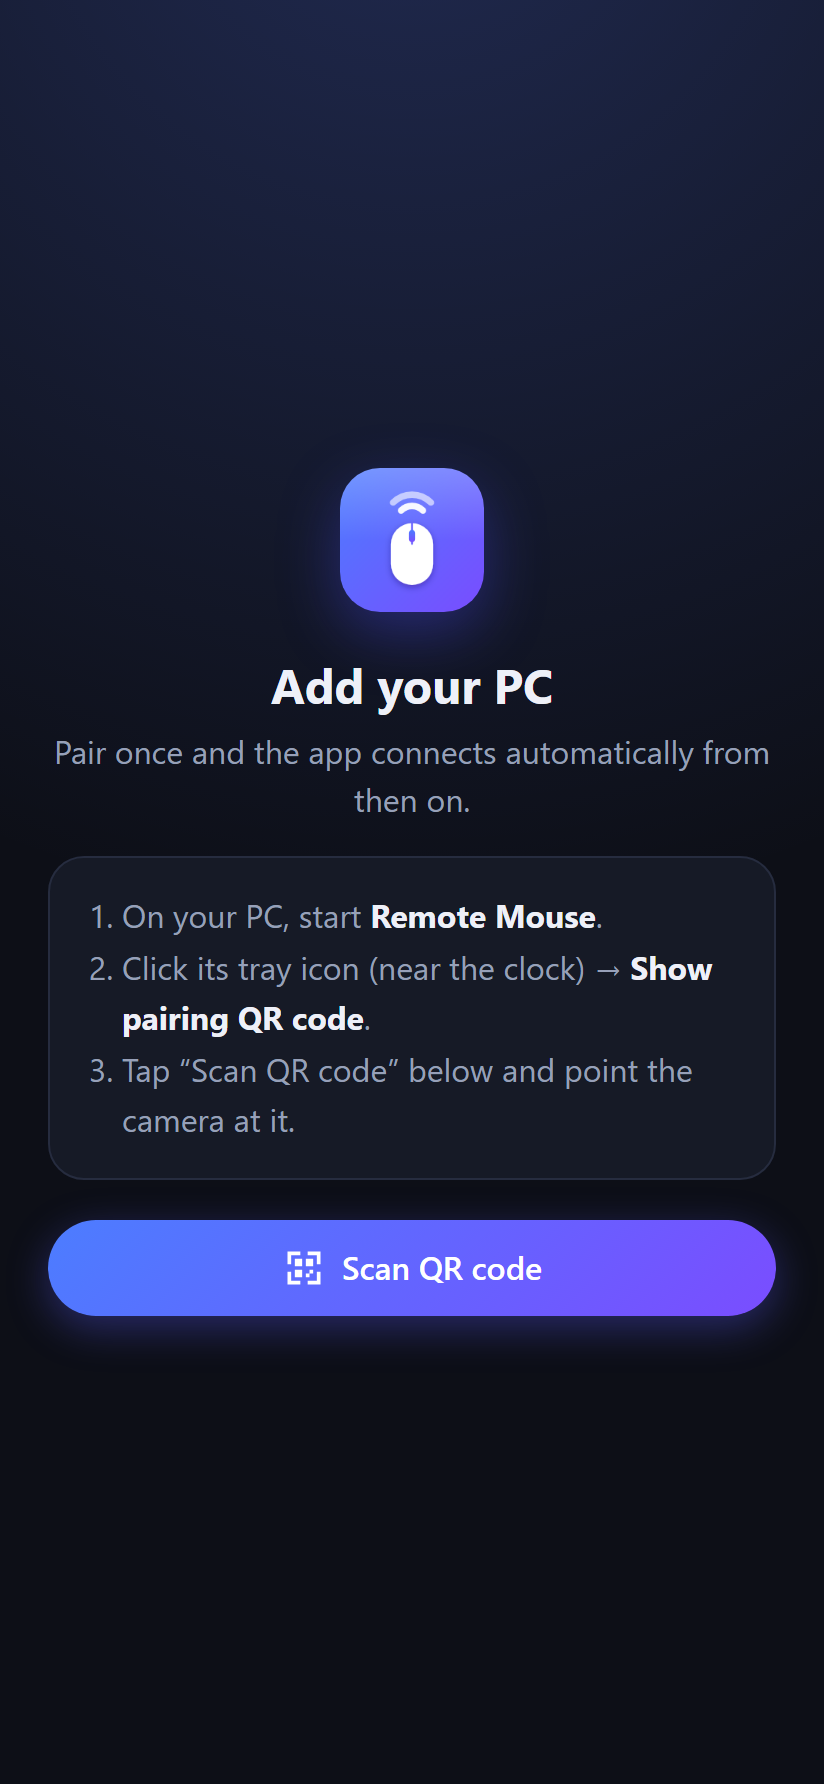 Add your PC
Pair once and the app connects automatically from
then on.
1. On your PC, start Remote Mouse.
2. Click its tray icon (near the clock) → Show
pairing QR code.
3. Tap “Scan QR code” below and point the
camera at it.
Scan QR code